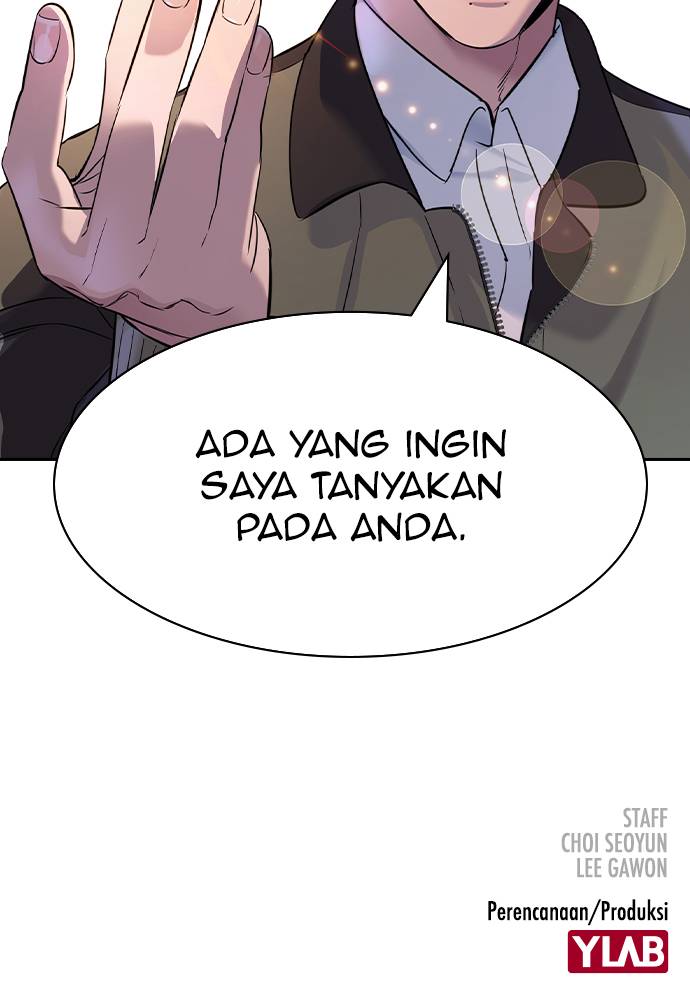 ADA YANG INGIN
SAYA TANYAKAN
PADA ANDA.
STAFF
CHOI SEOYUN
LEE GAWON
Perencanaan/Produksi
YLAB